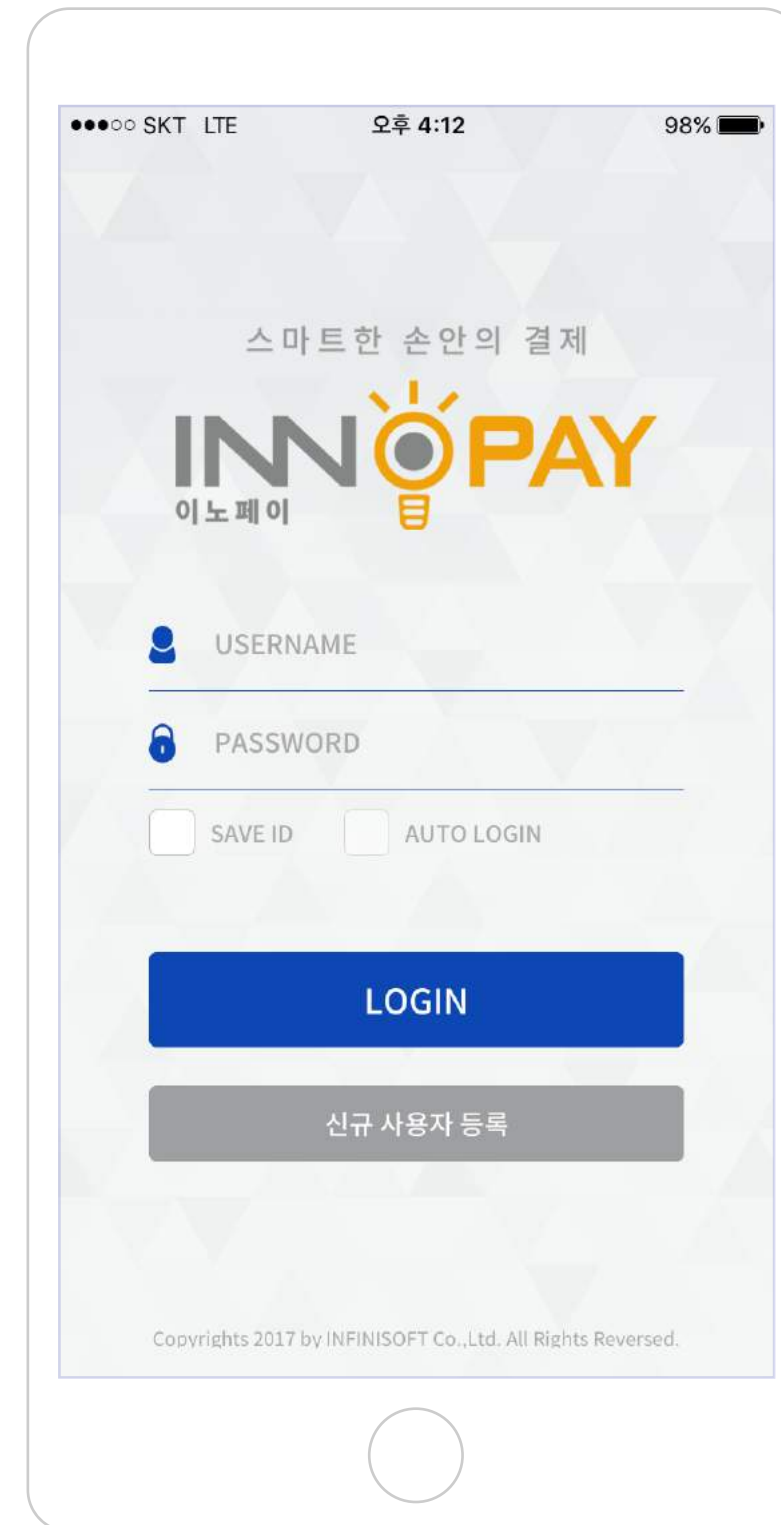 SKT LTE 오후 4:12 98%
스마트한 손안의 결제
INNOPAY
이노페이
USERNAME
PASSWORD
SAVE ID AUTO LOGIN
LOGIN
신규 사용자 등록
Copyrights 2017 by INFINISOFT Co.,Ltd. All Rights Reversed.